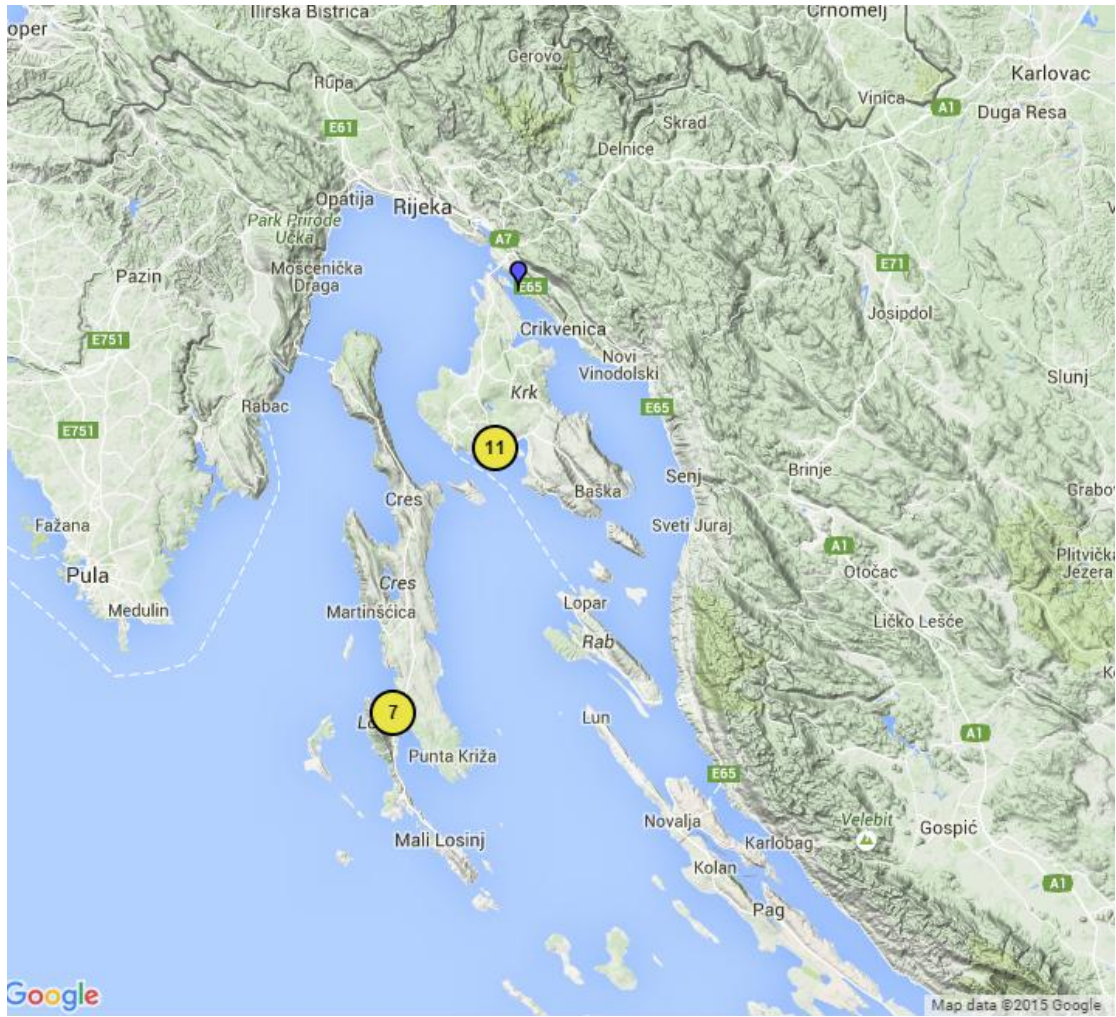 Ilirska Bistrica
Črnomelj
oper
Gerovo
Karlovac
Rupa
Vinica
A1
Duga Resa
Skrad
E61
Delnice
Opatija
Rijeka
Park Prirode
Učka
A7
Mošćenička
Draga
Pazin
E71
E65
Josipdol
Crikvenica
E751
Novi
Vinodolski
Slunj
Krk
Rabac
E65
E751
11
Brinje
Senj
Baška
Cres
Grabov
Fažana
Sveti Juraj
A1
Plitvička
Jezera
Pula
Otočac
Cres
Medulin
Martinšćica
Lopar
Ličko Lešće
Rab
7
Lun
A1
Punta Križa
E65
Novalja
Velebit
Gospić
Mali Losinj
Karlobag
Kolan
A1
Pag
Google
Map data ©2015 Google